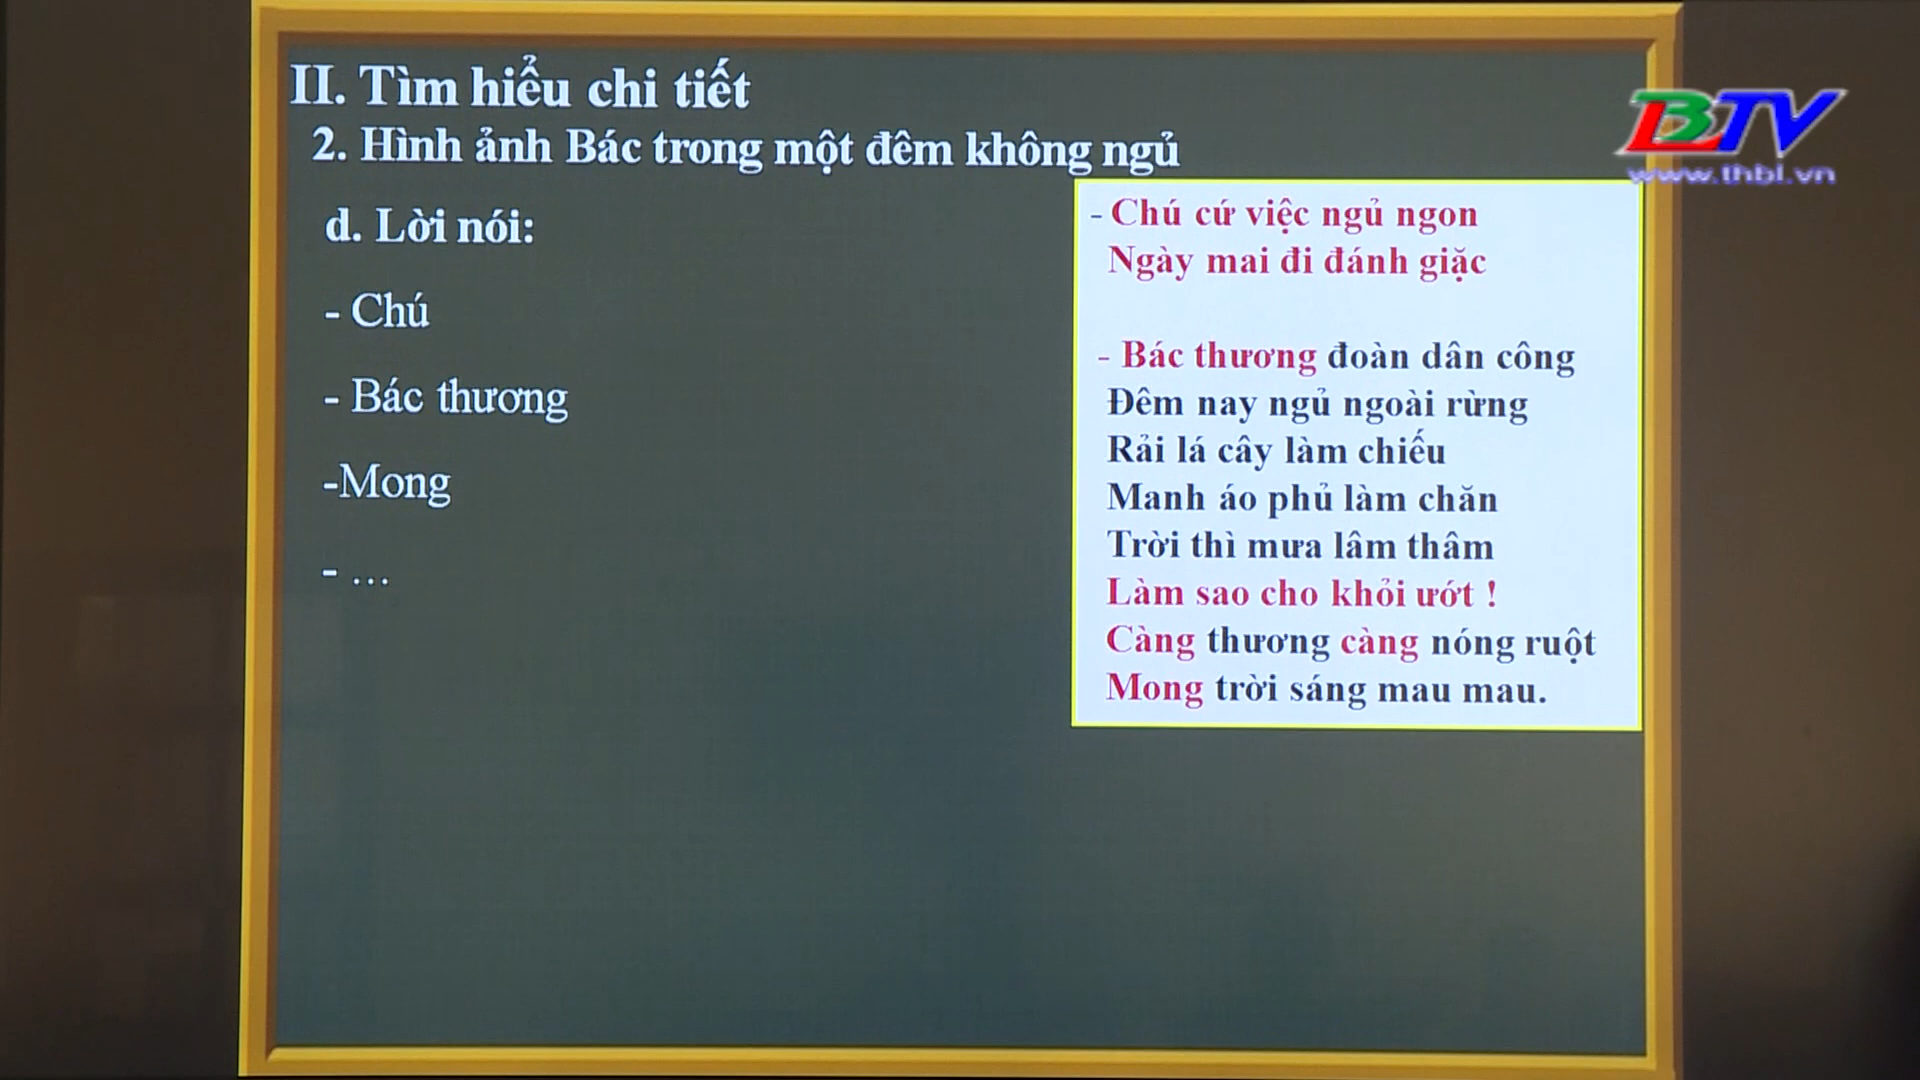 II. Tìm hiểu chi tiết
2. Hình ảnh Bác trong một đêm không ngủ
d. Lời nói:
- Chú
- Bác thương
-Mong
- ...
- Chú cứ việc ngủ ngon
Ngày mai đi đánh giặc
- Bác thương đoàn dân công
Đêm nay ngủ ngoài rừng
Rải lá cây làm chiếu
Manh áo phủ làm chăn
Trời thì mưa lâm thâm
Làm sao cho khỏi ướt !
Càng thương càng nóng ruột
Mong trời sáng mau mau.
BTV
www.thbl.vn